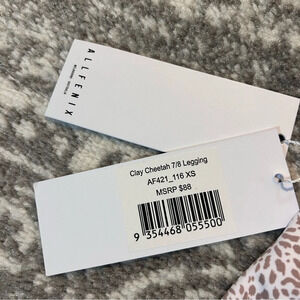 ALLFENIX
Clay Cheetah 7/8 Legging
AF421_116 XS
MSRP $88
9 354468 055500